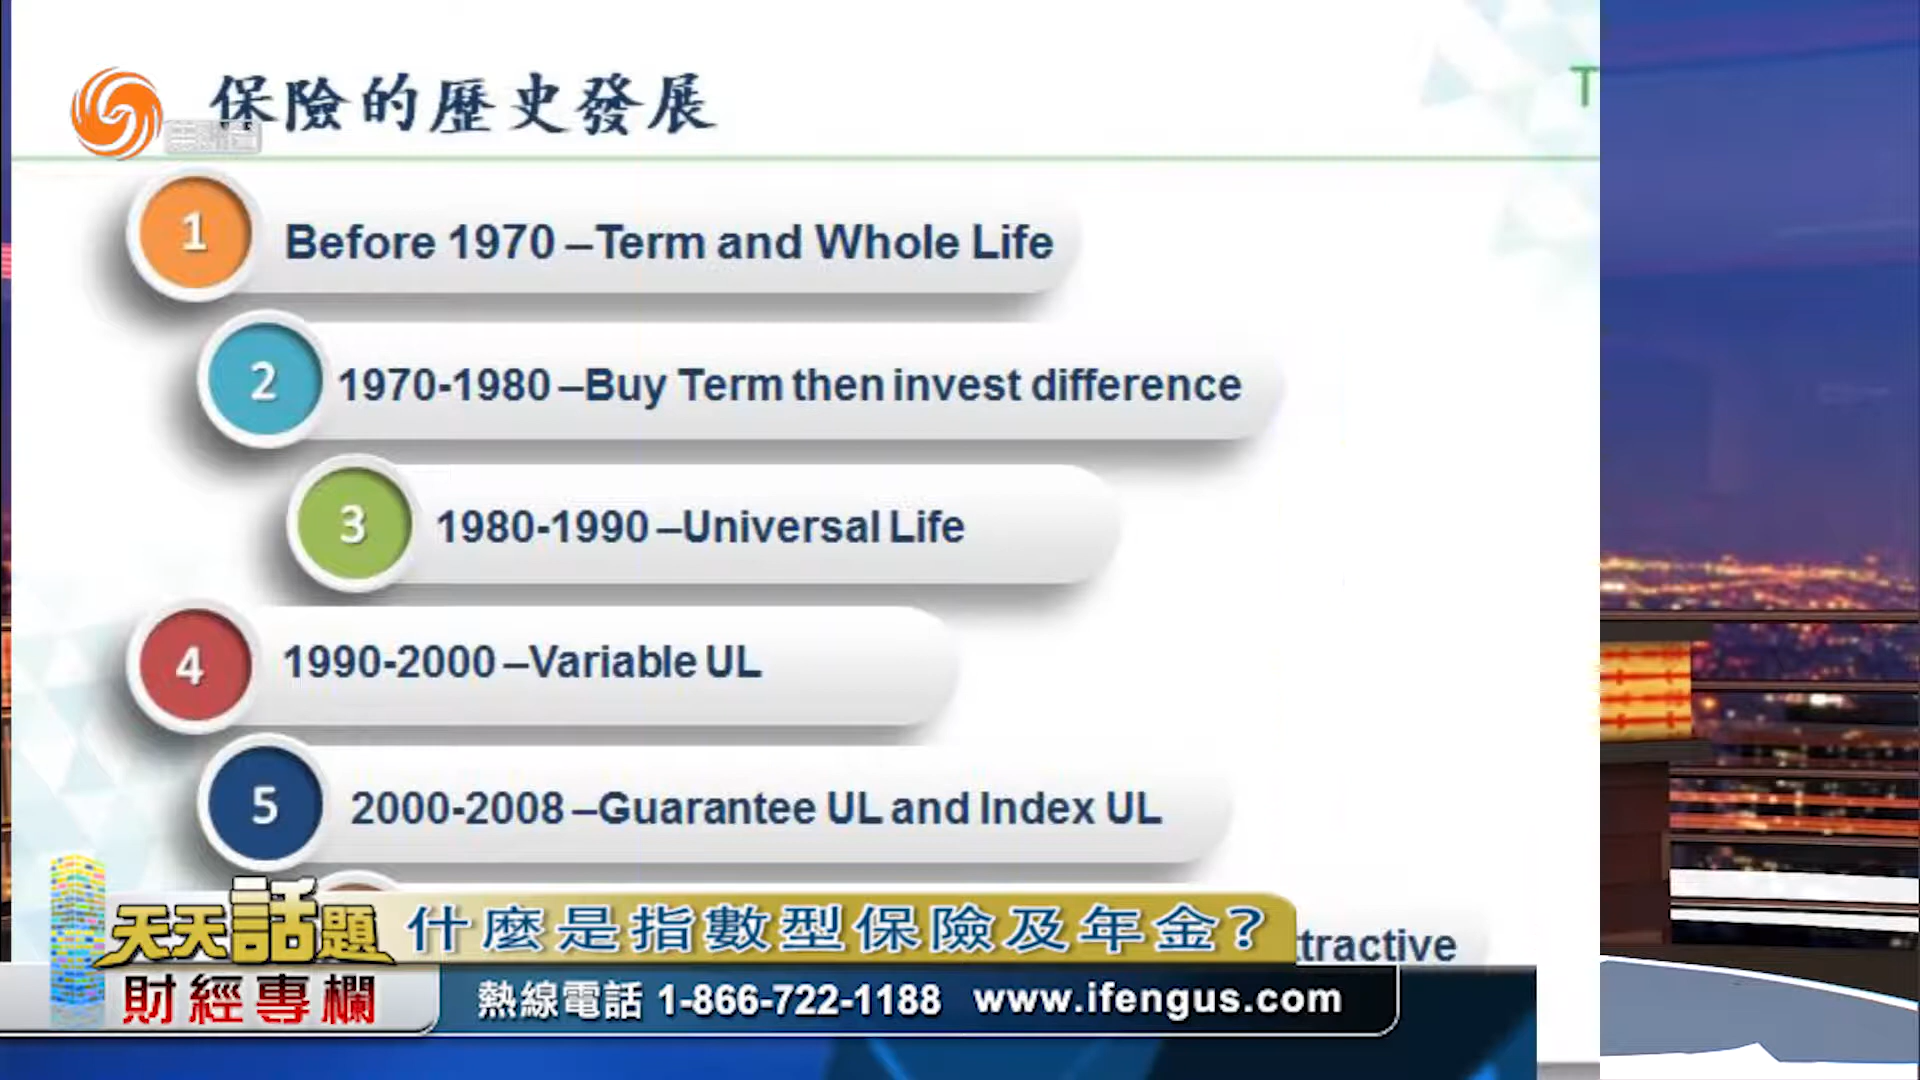 保險的歷史發展
T
1 Before 1970 –Term and Whole Life
2 1970-1980 –Buy Term then invest difference
3 1980-1990 –Universal Life
4 1990-2000 –Variable UL
5 2000-2008 –Guarantee UL and Index UL
ttractive
天天話題 什麼是指數型保險及年金?
財經專欄 熱線電話 1-866-722-1188 www.ifengus.com